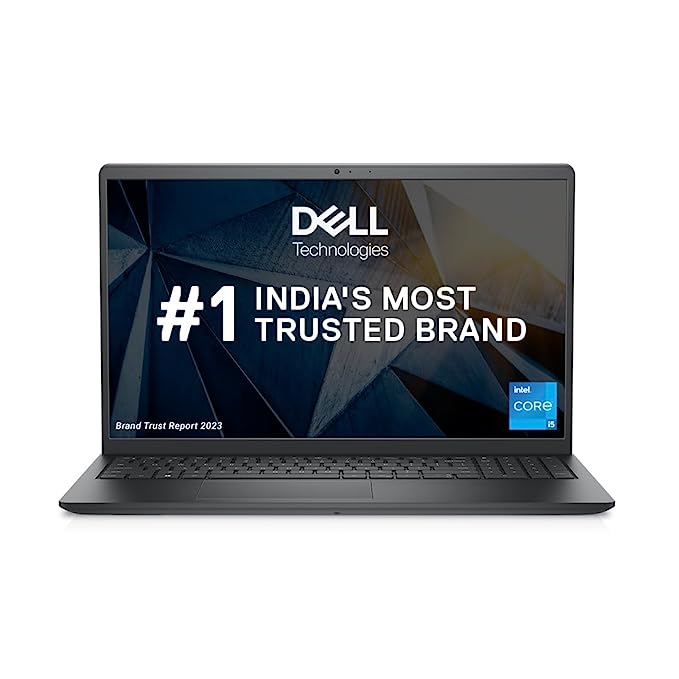 DELL
Technologies
#1 INDIA'S MOST
TRUSTED BRAND
Brand Trust Report 2023
intel
CORE
i5